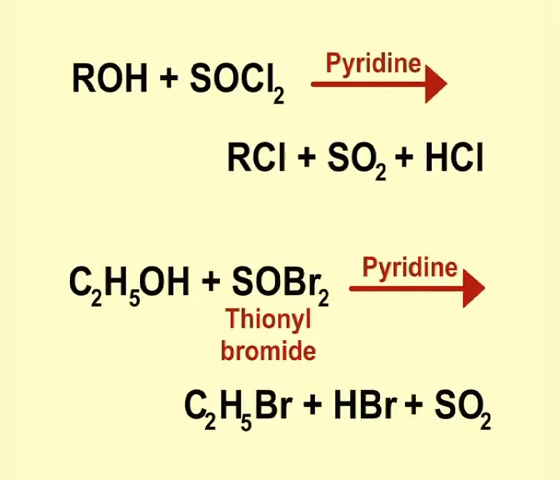 Pyridine
ROH + SOCl₂
RCl + SO₂ + HCl
Pyridine
C₂H₅OH + SOBr₂
Thionyl
bromide
C₂H₅Br + HBr + SO₂